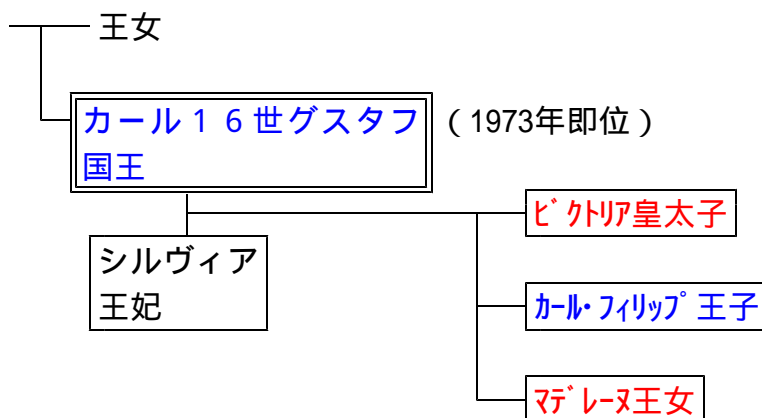 王女
カール16世グスタフ
国王
(1973年即位)
ビクトリア皇太子
シルヴィア
王妃
カール・フィリップ王子
マデレーヌ王女